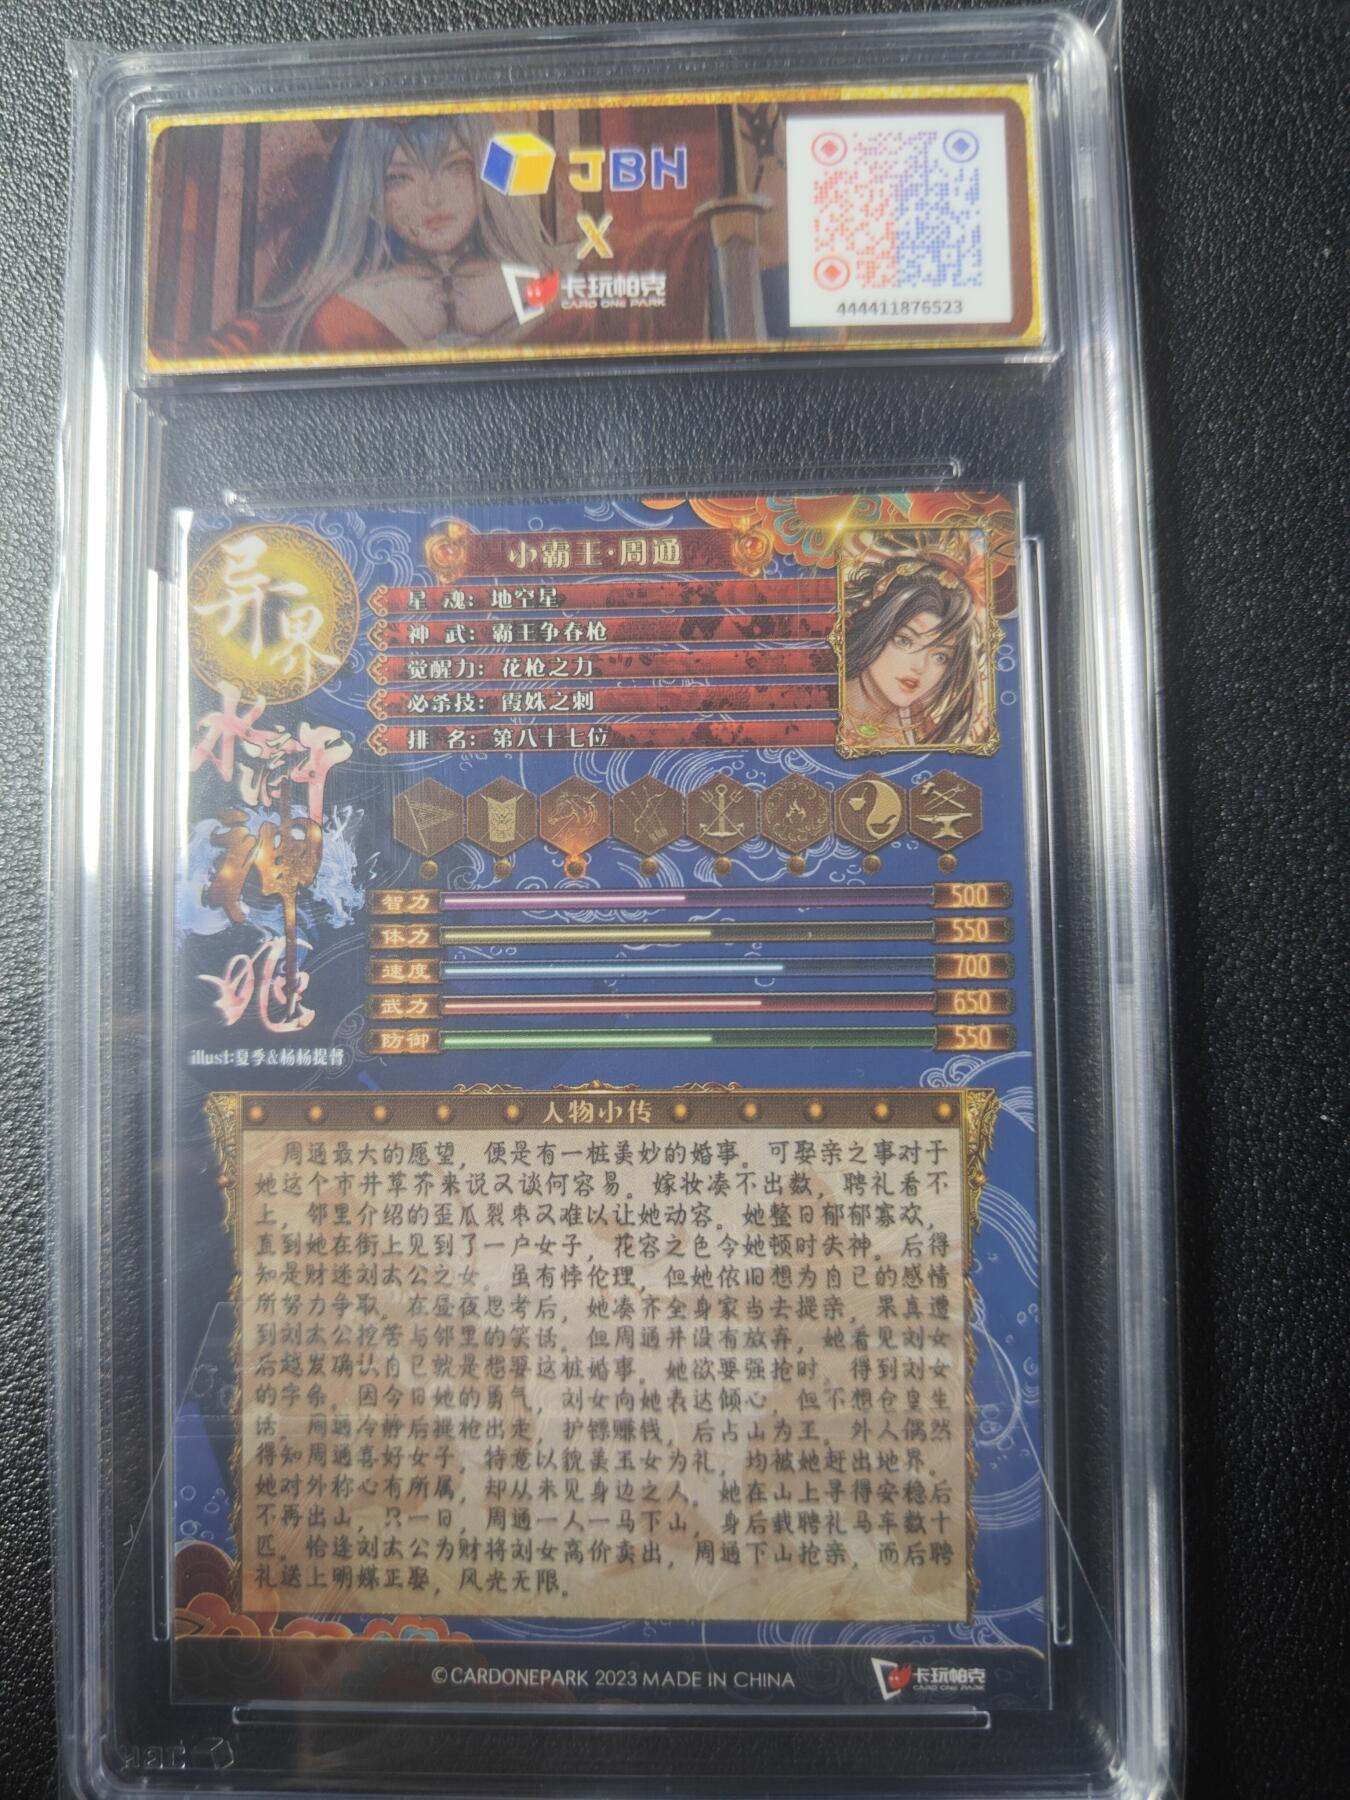 JBH
X
卡玩帕克
CARD ONE PARK
444411876523
异界
水浒
神
小霸王·周通
星 魂：地空星
神 武：霸王争春枪
觉醒力：花枪之力
必杀技：霞姝之刺
排 名：第八十七位
智力 500
体力 550
速度 700
武力 650
防御 550
illust:夏季&杨杨提督
人物小传
周通最大的愿望，便是有一桩美妙的婚事。可娶亲之事对于
她这个市井草芥来说又谈何容易。嫁妆凑不出数，聘礼看不
上，邻里介绍的歪瓜裂枣又难以让她动容。她整日郁郁寡欢，
直到她在街上见到了一户女子，花容之色令她顿时失神。后得
知是财迷刘太公之女。虽有悖伦理，但她依旧想为自己的感情
所努力争取。在昼夜思考后，她凑齐全身家当去提亲，果真遭
到刘太公挖苦与邻里的笑话。但周通并没有放弃，她看见刘女
后越发确认自己就是想要这桩婚事。她欲要强抢时，得到刘女
的字条。因今日她的勇气，刘女向她表达倾心，但不想仓皇生
活。周通冷静后提枪出走，护镖赚钱，后占山为王。外人偶然
得知周通喜好女子，特意以貌美玉女为礼，均被她赶出地界。
她对外称心有所属，却从未见身边之人。她在山上寻得安稳后
不再出山，只一日，周通一人一马下山，身后载聘礼马车数十
匹。恰逢刘太公为财将刘女高价卖出，周通下山抢亲，而后聘
礼送上明媒正娶，风光无限。
©CARDONEPARK 2023 MADE IN CHINA
卡玩帕克
CARD ONE PARK